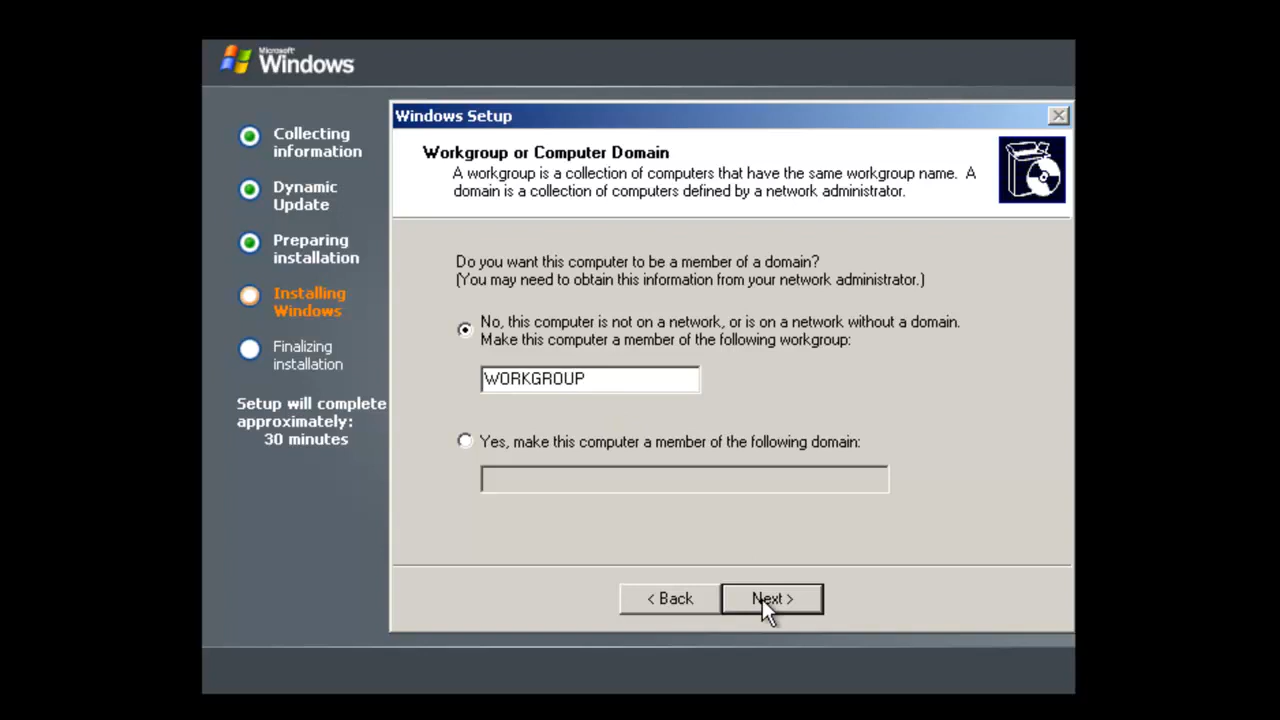 Microsoft
Windows
Collecting
information
Dynamic
Update
Preparing
installation
Installing
Windows
Finalizing
installation
Setup will complete
approximately:
30 minutes
Windows Setup
Workgroup or Computer Domain
A workgroup is a collection of computers that have the same workgroup name. A
domain is a collection of computers defined by a network administrator.
Do you want this computer to be a member of a domain?
(You may need to obtain this information from your network administrator.)
No, this computer is not on a network, or is on a network without a domain.
Make this computer a member of the following workgroup:
WORKGROUP
Yes, make this computer a member of the following domain:
< Back
Next >